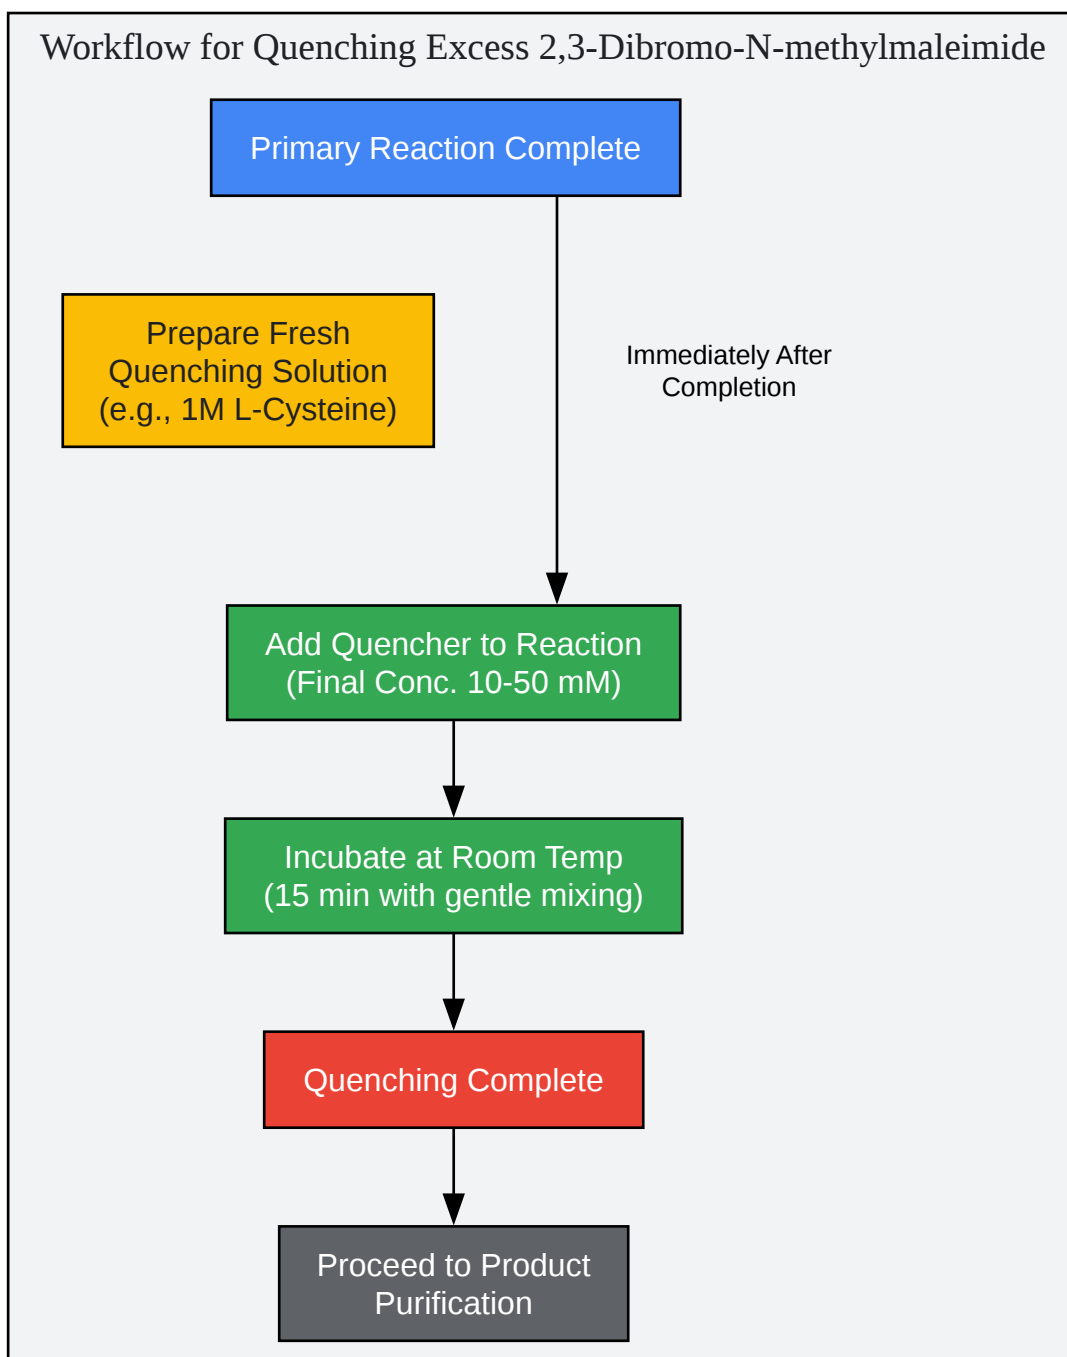 Workflow for Quenching Excess 2,3-Dibromo-N-methylmaleimide
Primary Reaction Complete
Prepare Fresh
Quenching Solution
(e.g., 1M L-Cysteine)
Immediately After
Completion
Add Quencher to Reaction
(Final Conc. 10-50 mM)
Incubate at Room Temp
(15 min with gentle mixing)
Quenching Complete
Proceed to Product
Purification